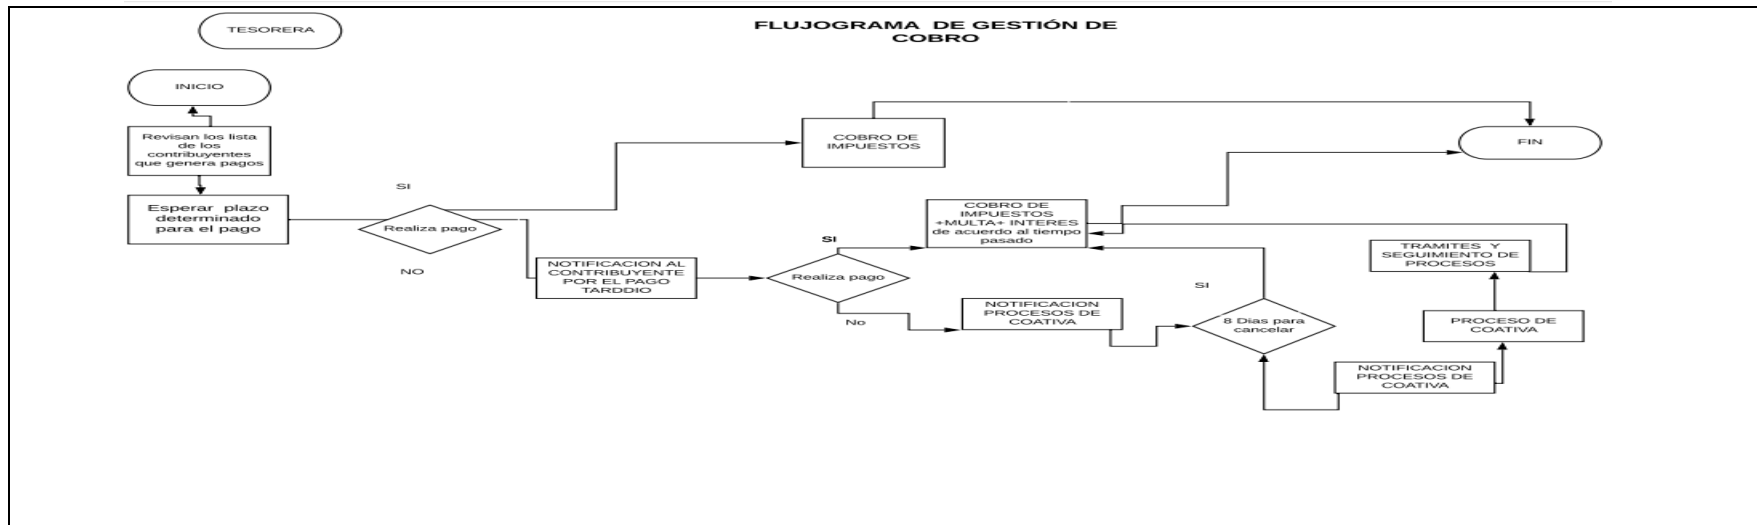 TESORERA
FLUJOGRAMA DE GESTIÓN DE
COBRO
INICIO
Revisan los lista
de los
contribuyentes
que genera pagos
Esperar plazo
determinado
para el pago
SI
Realiza pago
NO
COBRO DE
IMPUESTOS
FIN
NOTIFICACION AL
CONTRIBUYENTE
POR EL PAGO
TARDDIO
SI
Realiza pago
No
COBRO DE
IMPUESTOS
+MULTA+ INTERES
de acuerdo al tiempo
pasado
NOTIFICACION
PROCESOS DE
COATIVA
SI
8 Dias para
cancelar
TRAMITES Y
SEGUIMIENTO DE
PROCESOS
PROCESO DE
COATIVA
NOTIFICACION
PROCESOS DE
COATIVA